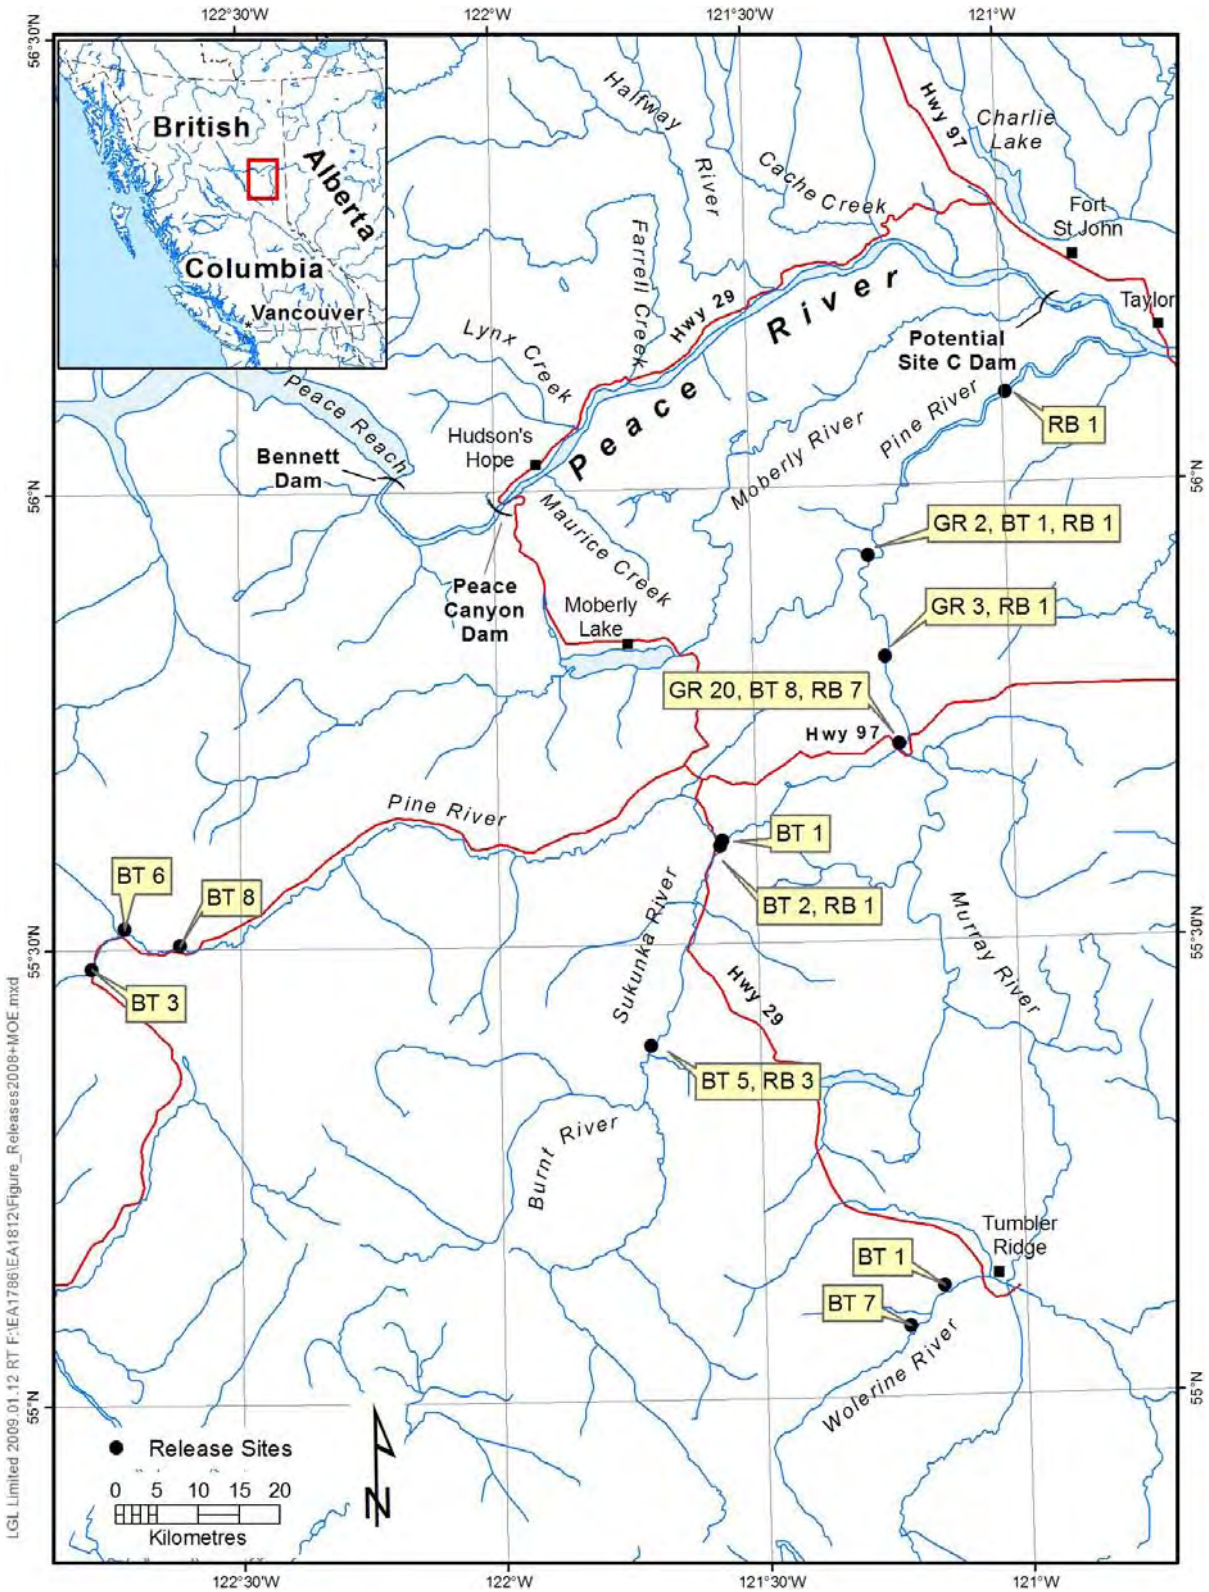 122°30'W
122°W
121°30'W
121°W
56°30'N
British
Columbia
Alberta
Vancouver
Halfway
River
Cache Creek
Hwy 97
Charlie
Lake
Fort
St John
Taylor
Farrell Creek
Hwy 29
Peace River
Lynx Creek
Potential
Site C Dam
Peace Reach
Hudson's
Hope
Bennett
Dam
Moberly River
Pine River
RB 1
56°N
56°N
Maurice Creek
GR 2, BT 1, RB 1
Peace
Canyon
Dam
Moberly
Lake
GR 3, RB 1
GR 20, BT 8, RB 7
Hwy 97
Pine River
BT 1
BT 6
BT 8
BT 2, RB 1
Sukunka River
Murray River
55°30'N
55°30'N
BT 3
Hwy 29
BT 5, RB 3
Burnt River
Tumbler
Ridge
BT 1
BT 7
Wolerine River
55°N
55°N
Release Sites
0 5 10 15 20
Kilometres
N
122°30'W
122°W
121°30'W
121°W
LGL Limited 2009.01.12 RT F:\EA1786\EA1812\Figure_Releases2008+MOE.mxd